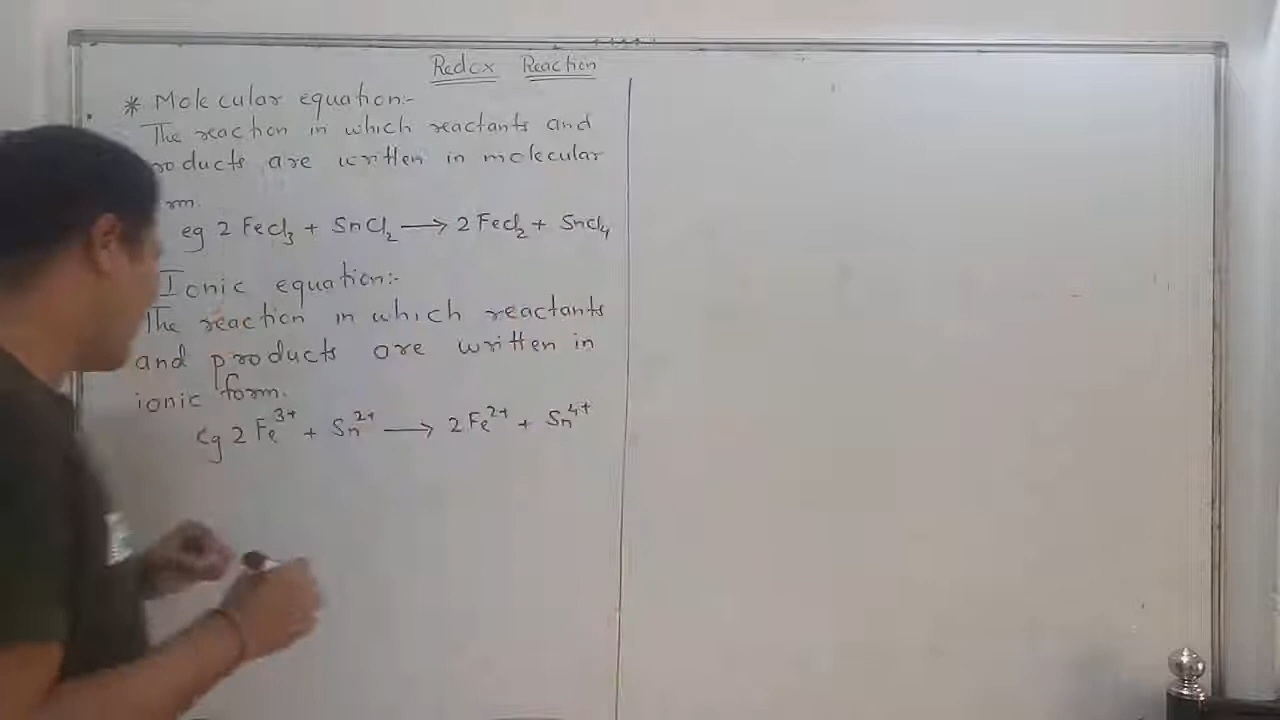 Redox Reaction
* Molecular equation:-
The reaction in which reactants and
roducts are written in molecular
rm.
eg 2 FeCl₃ + SnCl₂ ⟶ 2 FeCl₂ + SnCl₄
Ionic equation:-
The reaction in which reactants
and products are written in
ionic form.
eg 2 Fe³⁺ + Sn²⁺ ⟶ 2 Fe²⁺ + Sn⁴⁺